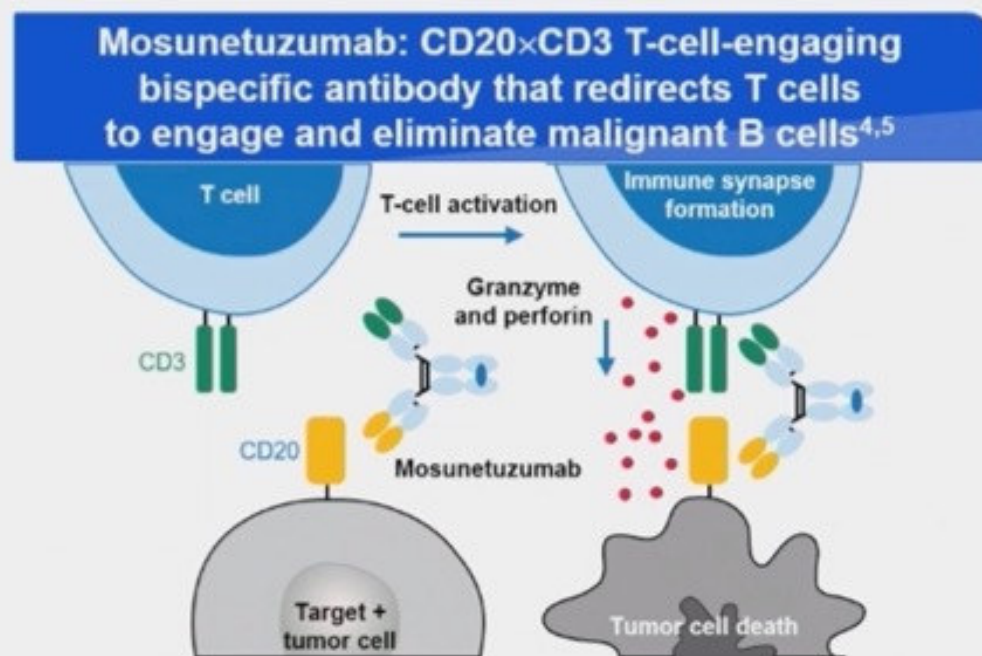 Mosunetuzumab: CD20×CD3 T-cell-engaging
bispecific antibody that redirects T cells
to engage and eliminate malignant B cells4,5
T cell
T-cell activation
Immune synapse
formation
Granzyme
and perforin
CD3
CD20
Mosunetuzumab
Target +
tumor cell
Tumor cell death